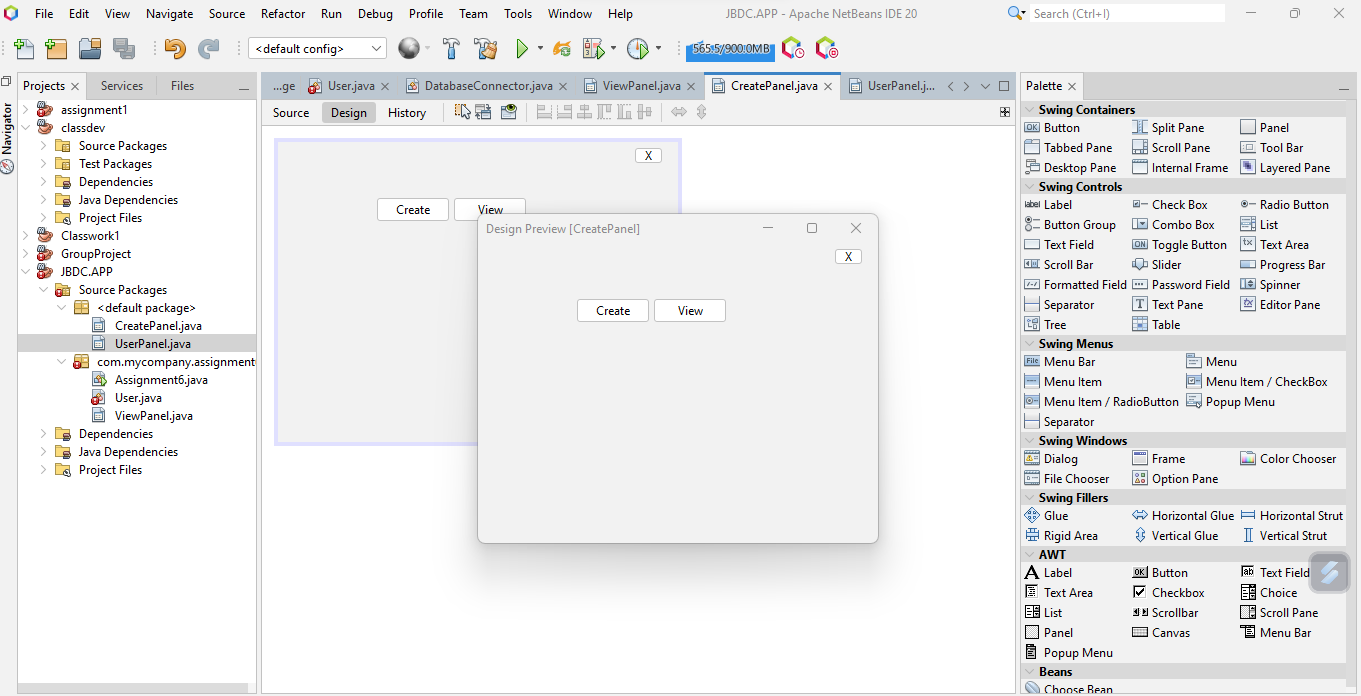 File Edit View Navigate Source Refactor Run Debug Profile Team Tools Window Help JBDC.APP - Apache NetBeans IDE 20 Search (Ctrl+I)
<default config> 565.5/900.0MB
Projects Services Files
...ge User.java DatabaseConnector.java ViewPanel.java CreatePanel.java UserPanel.j...
Palette
Navigator
Source Design History
assignment1
classdev
Source Packages
Test Packages
Dependencies
Java Dependencies
Project Files
Classwork1
GroupProject
JBDC.APP
Source Packages
<default package>
CreatePanel.java
UserPanel.java
com.mycompany.assignment
Assignment6.java
User.java
ViewPanel.java
Dependencies
Java Dependencies
Project Files
X
Create View
Design Preview [CreatePanel]
X
Create View
Swing Containers
Button Split Pane Panel
Tabbed Pane Scroll Pane Tool Bar
Desktop Pane Internal Frame Layered Pane
Swing Controls
Label Check Box Radio Button
Button Group Combo Box List
Text Field Toggle Button Text Area
Scroll Bar Slider Progress Bar
Formatted Field Password Field Spinner
Separator Text Pane Editor Pane
Tree Table
Swing Menus
Menu Bar Menu
Menu Item Menu Item / CheckBox
Menu Item / RadioButton Popup Menu
Separator
Swing Windows
Dialog Frame Color Chooser
File Chooser Option Pane
Swing Fillers
Glue Horizontal Glue Horizontal Strut
Rigid Area Vertical Glue Vertical Strut
AWT
Label Button Text Field
Text Area Checkbox Choice
List Scrollbar Scroll Pane
Panel Canvas Menu Bar
Popup Menu
Beans
Choose Bean